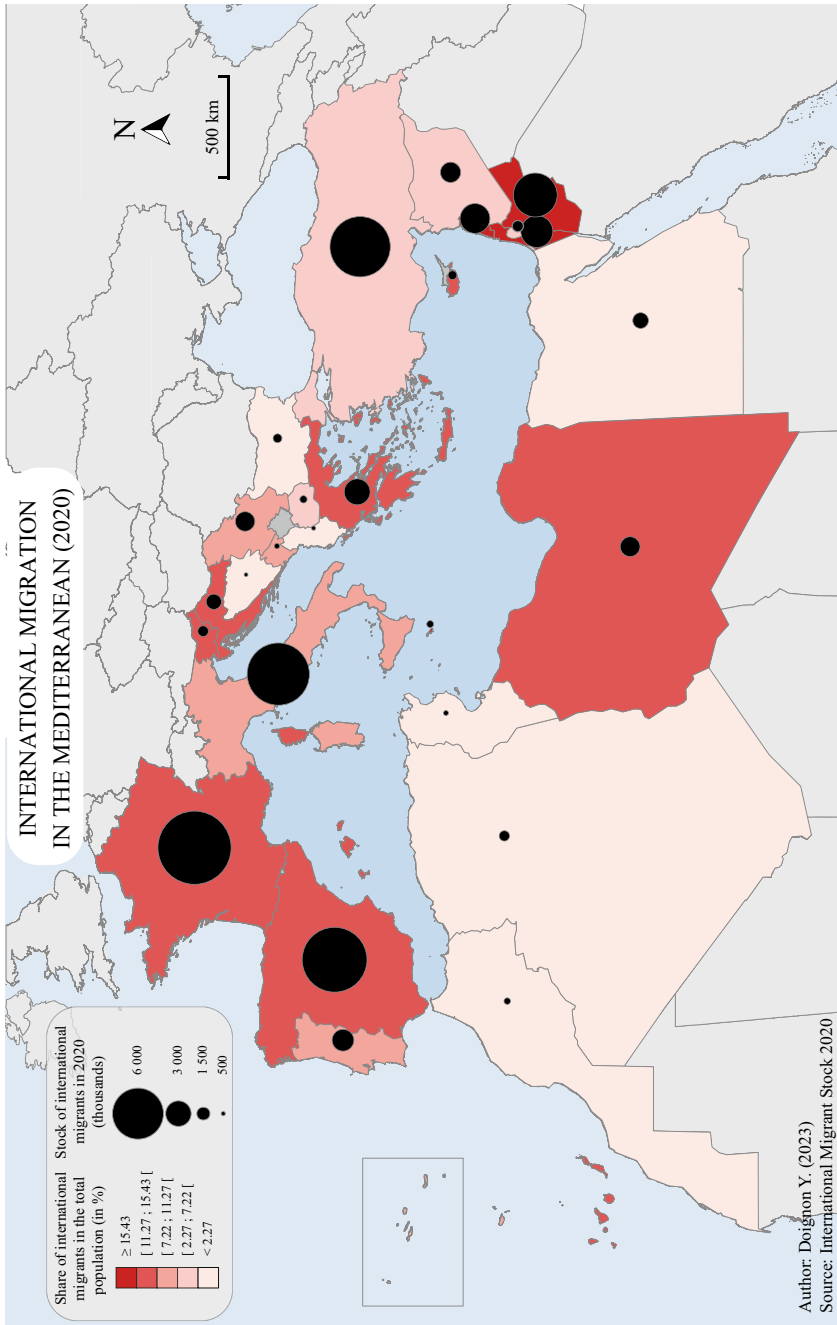 INTERNATIONAL MIGRATION
IN THE MEDITERRANEAN (2020)
N
500 km
Share of international
migrants in the total
population (in %)
≥ 15.43
[ 11.27 ; 15.43 [
[ 7.22 ; 11.27 [
[ 2.27 ; 7.22 [
< 2.27
Stock of international
migrants in 2020
(thousands)
6 000
3 000
1 500
500
Author: Doignon Y. (2023)
Source: International Migrant Stock 2020